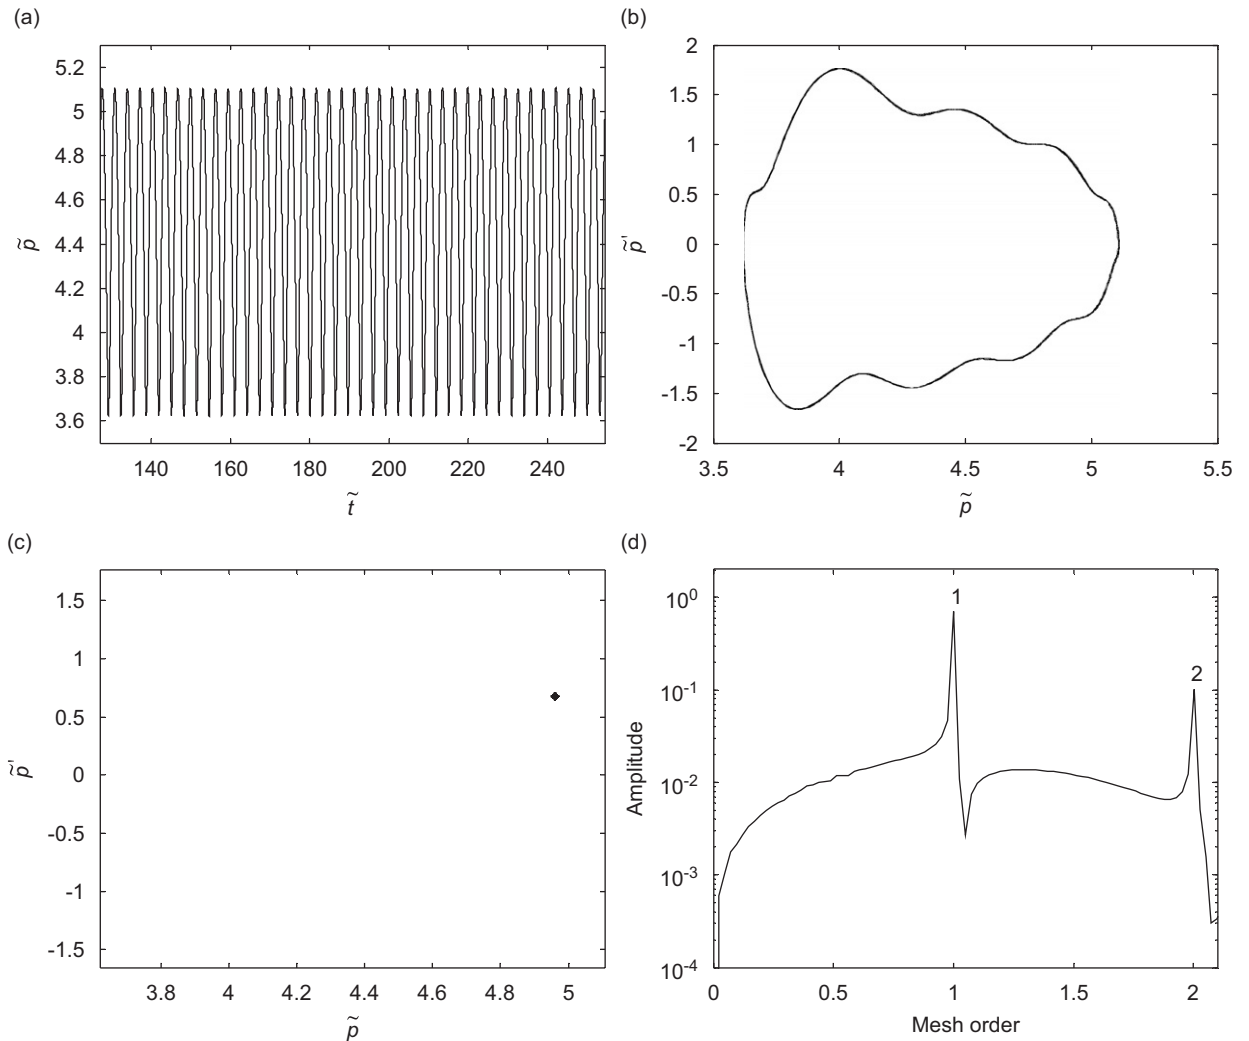 (a)
5.2
5
4.8
4.6
4.4
4.2
4
3.8
3.6
p̃
140 160 180 200 220 240
t̃
(b)
2
1.5
1
0.5
0
-0.5
-1
-1.5
-2
p̃'
3.5 4 4.5 5 5.5
p̃
(c)
1.5
1
0.5
0
-0.5
-1
-1.5
p̃'
3.8 4 4.2 4.4 4.6 4.8 5
p̃
(d)
10⁰
10⁻¹
10⁻²
10⁻³
10⁻⁴
Amplitude
1
2
0 0.5 1 1.5 2
Mesh order